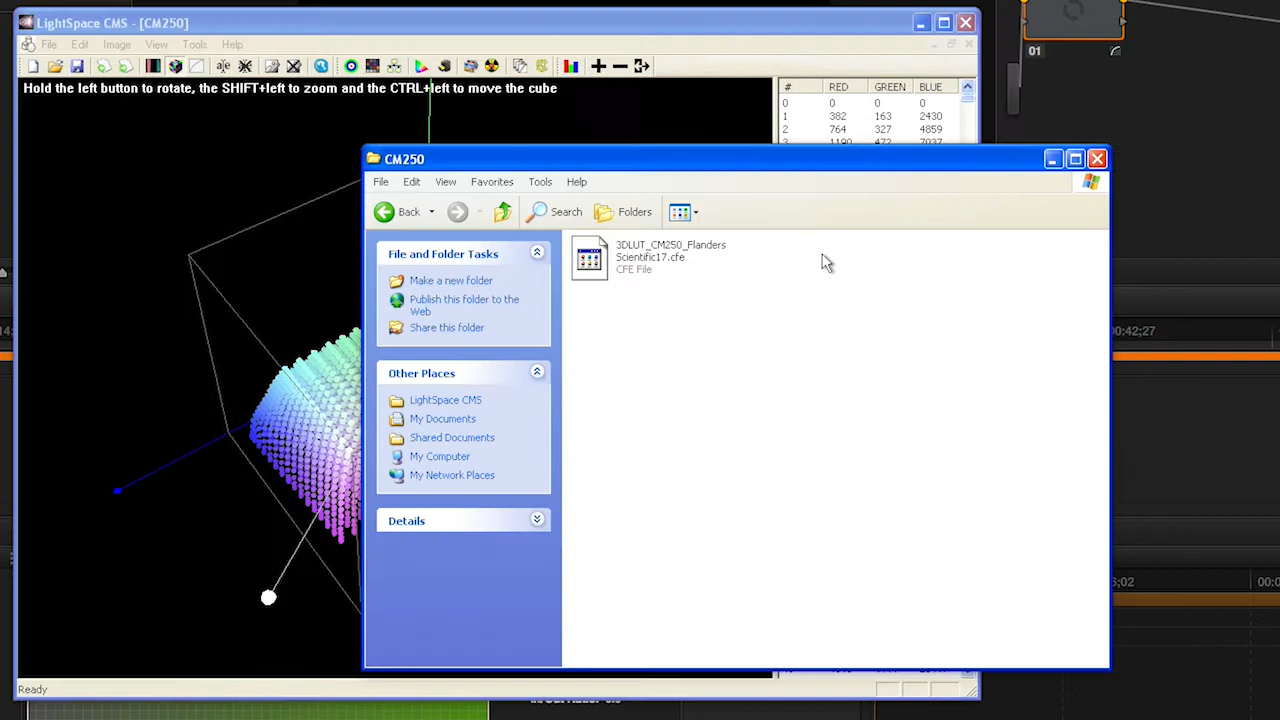 LightSpace CMS - [CM250]
File Edit Image View Tools Help
Hold the left button to rotate, the SHIFT+left to zoom and the CTRL+left to move the cube
# RED GREEN BLUE
0 0 0 0
1 382 163 2430
2 764 327 4859
01
CM250
File Edit View Favorites Tools Help
Back Search Folders
File and Folder Tasks
Make a new folder
Publish this folder to the
Web
Share this folder
Other Places
LightSpace CMS
My Documents
Shared Documents
My Computer
My Network Places
Details
3DLUT_CM250_Flanders
Scientific17.cfe
CFE File
00:42;27
6;02
Ready